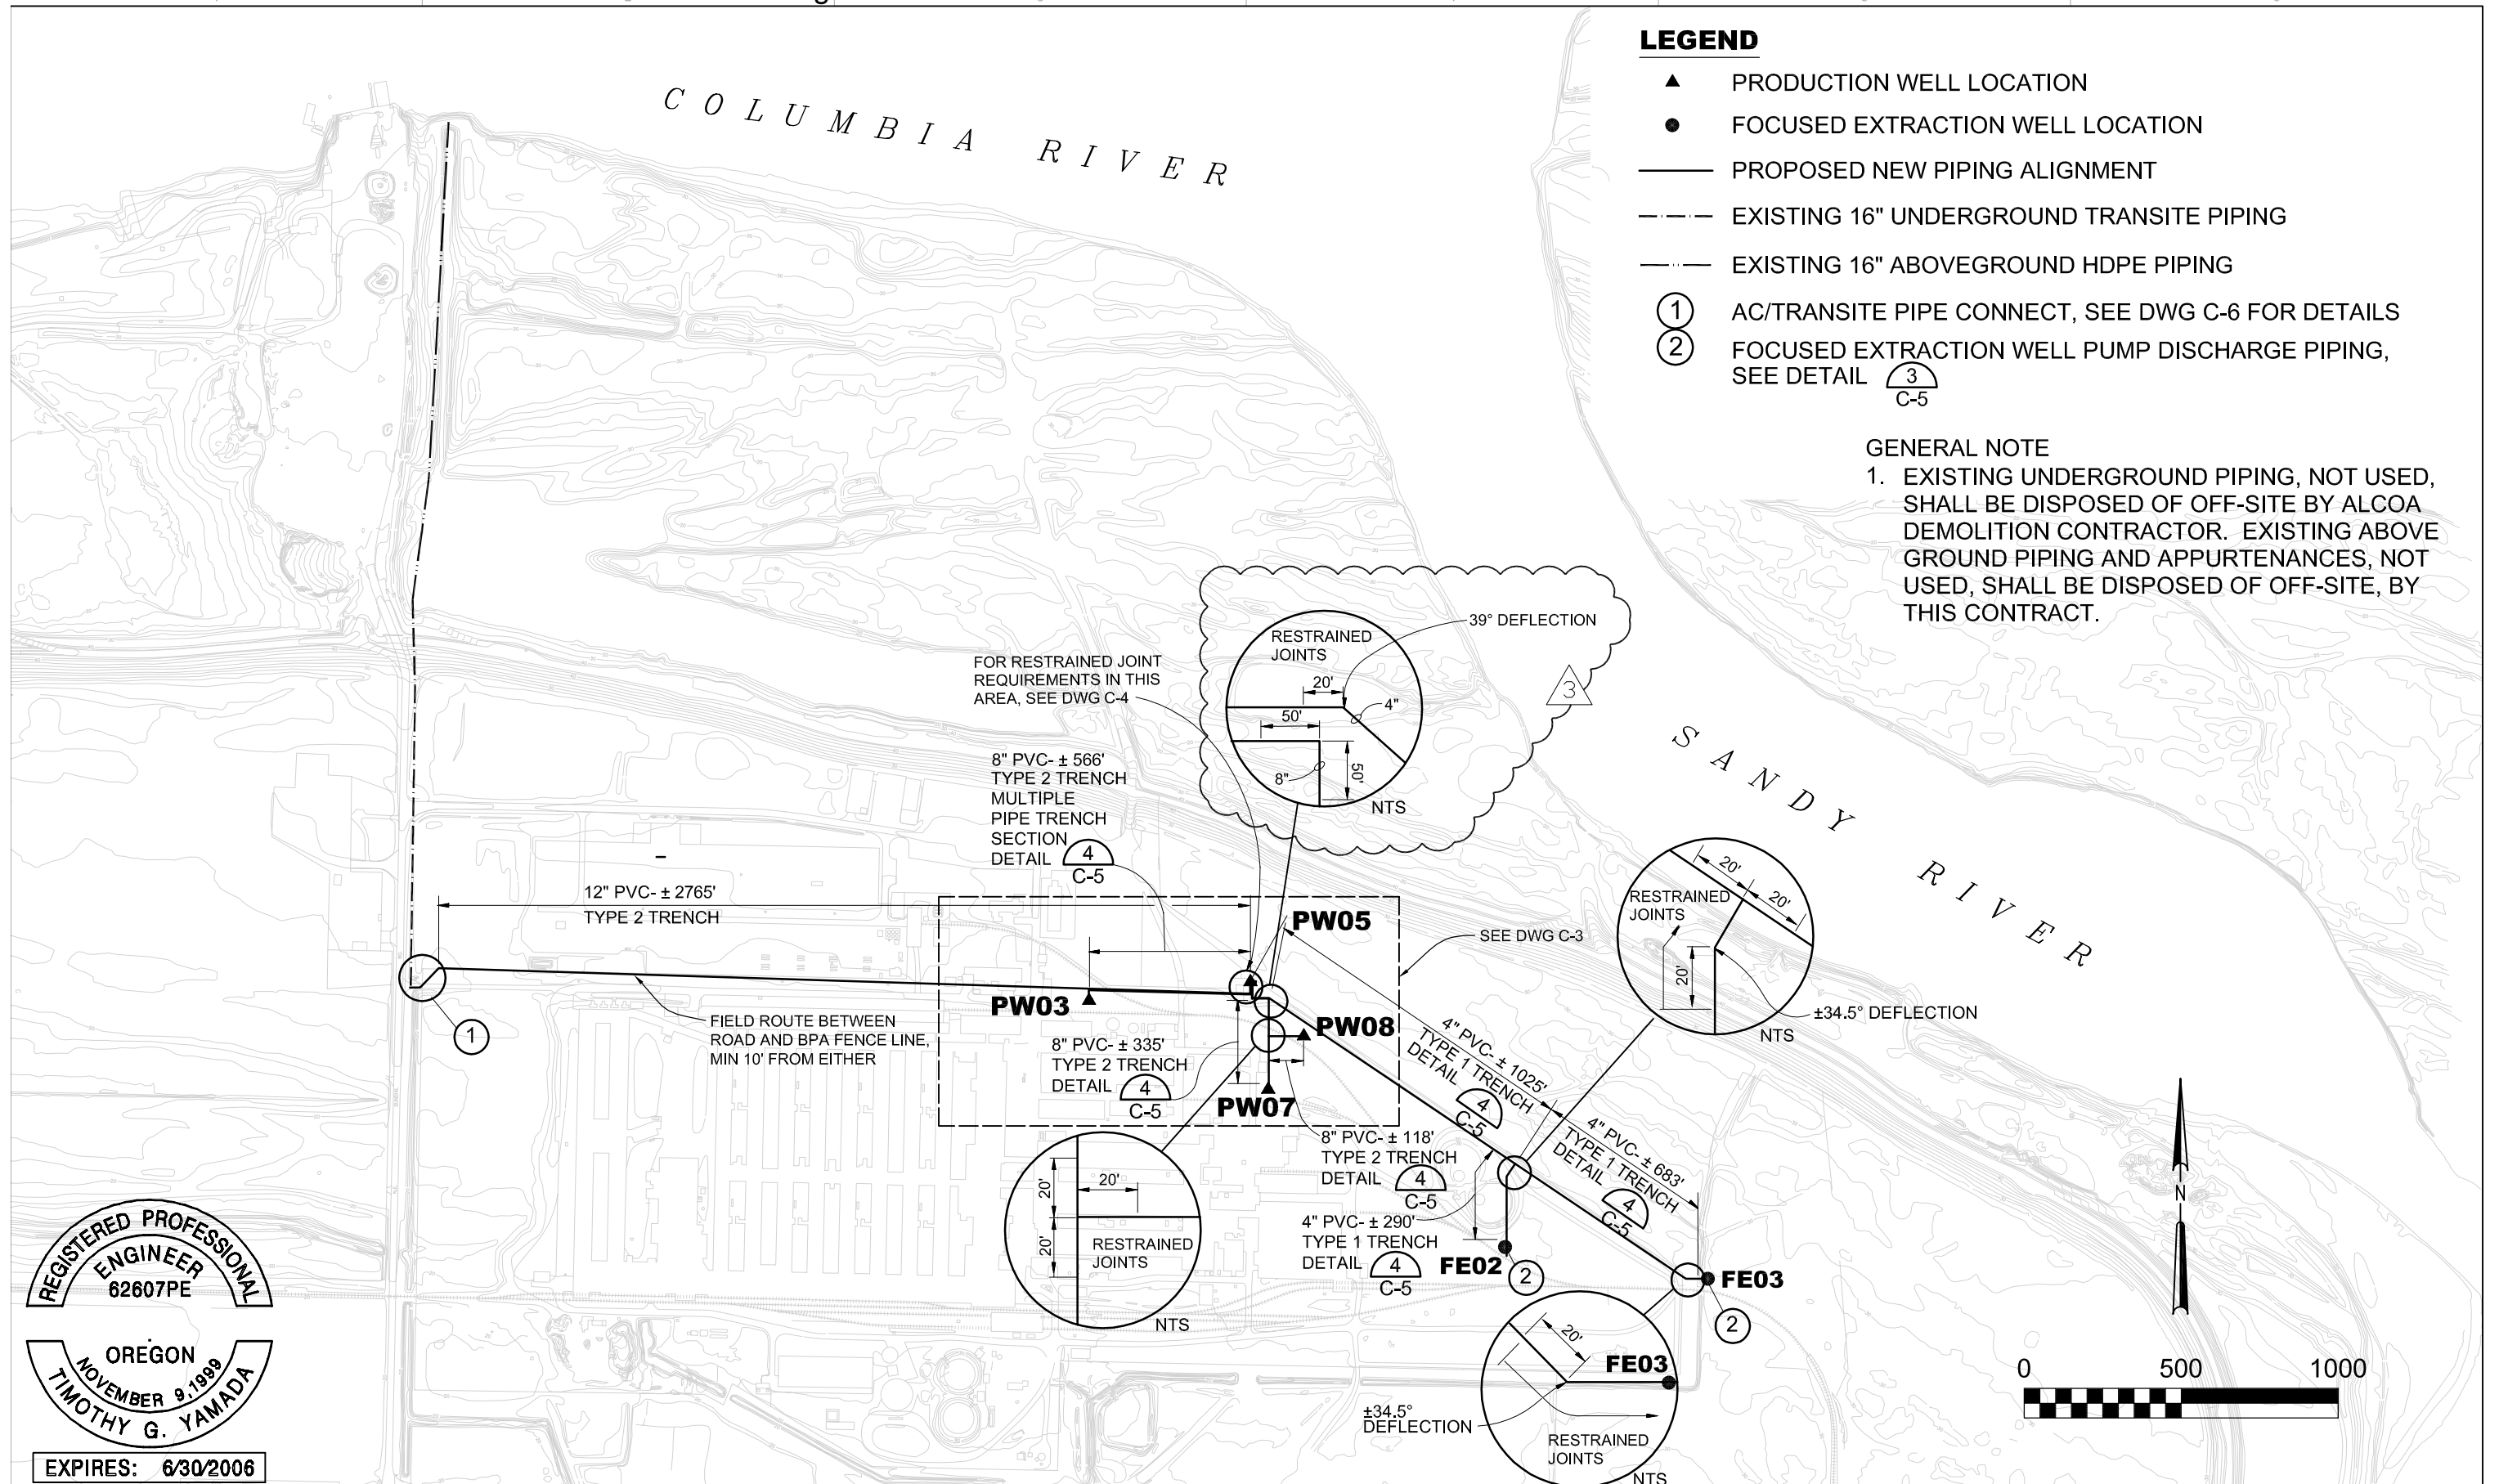 COLUMBIA RIVER
LEGEND
PRODUCTION WELL LOCATION
FOCUSED EXTRACTION WELL LOCATION
PROPOSED NEW PIPING ALIGNMENT
EXISTING 16" UNDERGROUND TRANSITE PIPING
EXISTING 16" ABOVEGROUND HDPE PIPING
1 AC/TRANSITE PIPE CONNECT, SEE DWG C-6 FOR DETAILS
2 FOCUSED EXTRACTION WELL PUMP DISCHARGE PIPING,
SEE DETAIL 3
C-5
GENERAL NOTE
1. EXISTING UNDERGROUND PIPING, NOT USED,
SHALL BE DISPOSED OF OFF-SITE BY ALCOA
DEMOLITION CONTRACTOR. EXISTING ABOVE
GROUND PIPING AND APPURTENANCES, NOT
USED, SHALL BE DISPOSED OF OFF-SITE, BY
THIS CONTRACT.
RESTRAINED
JOINTS
39° DEFLECTION
20'
4"
50'
8"
50'
NTS
3
FOR RESTRAINED JOINT
REQUIREMENTS IN THIS
AREA, SEE DWG C-4
SANDY RIVER
8" PVC- ± 566'
TYPE 2 TRENCH
MULTIPLE
PIPE TRENCH
SECTION
DETAIL 4
C-5
12" PVC- ± 2765'
TYPE 2 TRENCH
PW05
SEE DWG C-3
RESTRAINED
JOINTS
20'
20'
20'
±34.5° DEFLECTION
NTS
PW03
1
FIELD ROUTE BETWEEN
ROAD AND BPA FENCE LINE,
MIN 10' FROM EITHER
PW08
8" PVC- ± 335'
TYPE 2 TRENCH
DETAIL 4
C-5
PW07
4" PVC- ± 1025'
TYPE 1 TRENCH
DETAIL 4
C-5
4" PVC- ± 683'
TYPE 1 TRENCH
DETAIL 4
C-5
8" PVC- ± 118'
TYPE 2 TRENCH
DETAIL 4
C-5
4" PVC- ± 290'
TYPE 1 TRENCH
DETAIL 4
C-5
FE02
2
FE03
2
20'
20'
20'
RESTRAINED
JOINTS
NTS
20'
FE03
±34.5°
DEFLECTION
RESTRAINED
JOINTS
NTS
N
0 500 1000
REGISTERED PROFESSIONAL
ENGINEER
62607PE
OREGON
NOVEMBER 9,1999
TIMOTHY G. YAMADA
EXPIRES: 6/30/2006